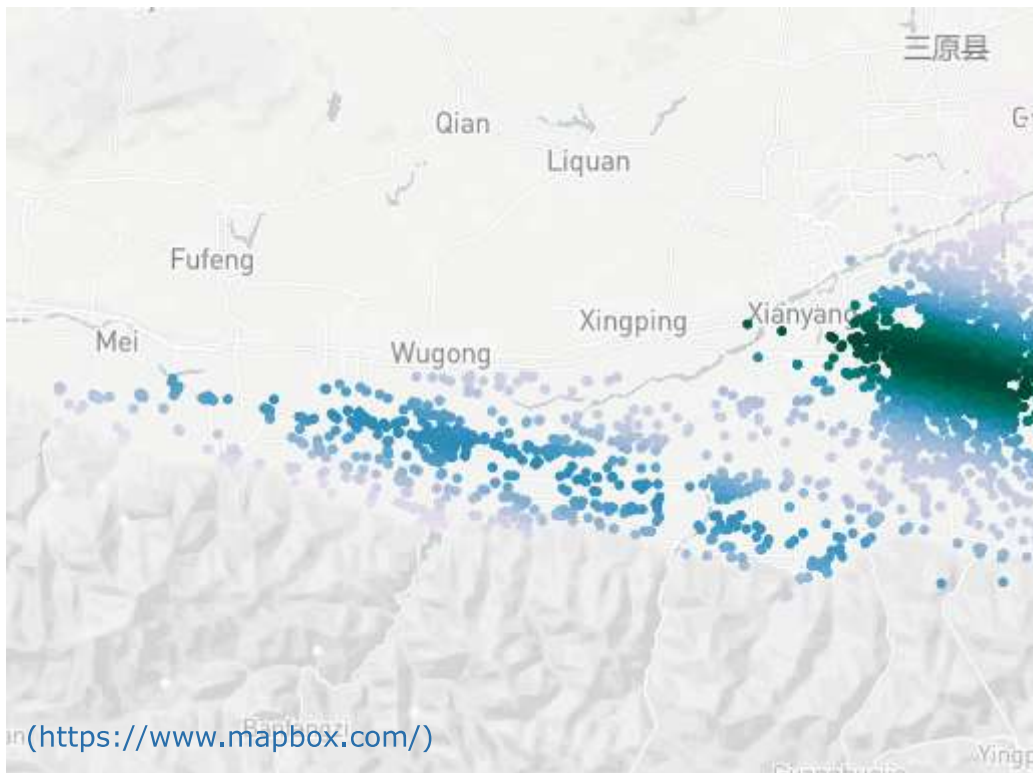 三原县
Qian
Liquan
Fufeng
Xianyang
Xingping
Mei
Wugong
(https://www.mapbox.com/)